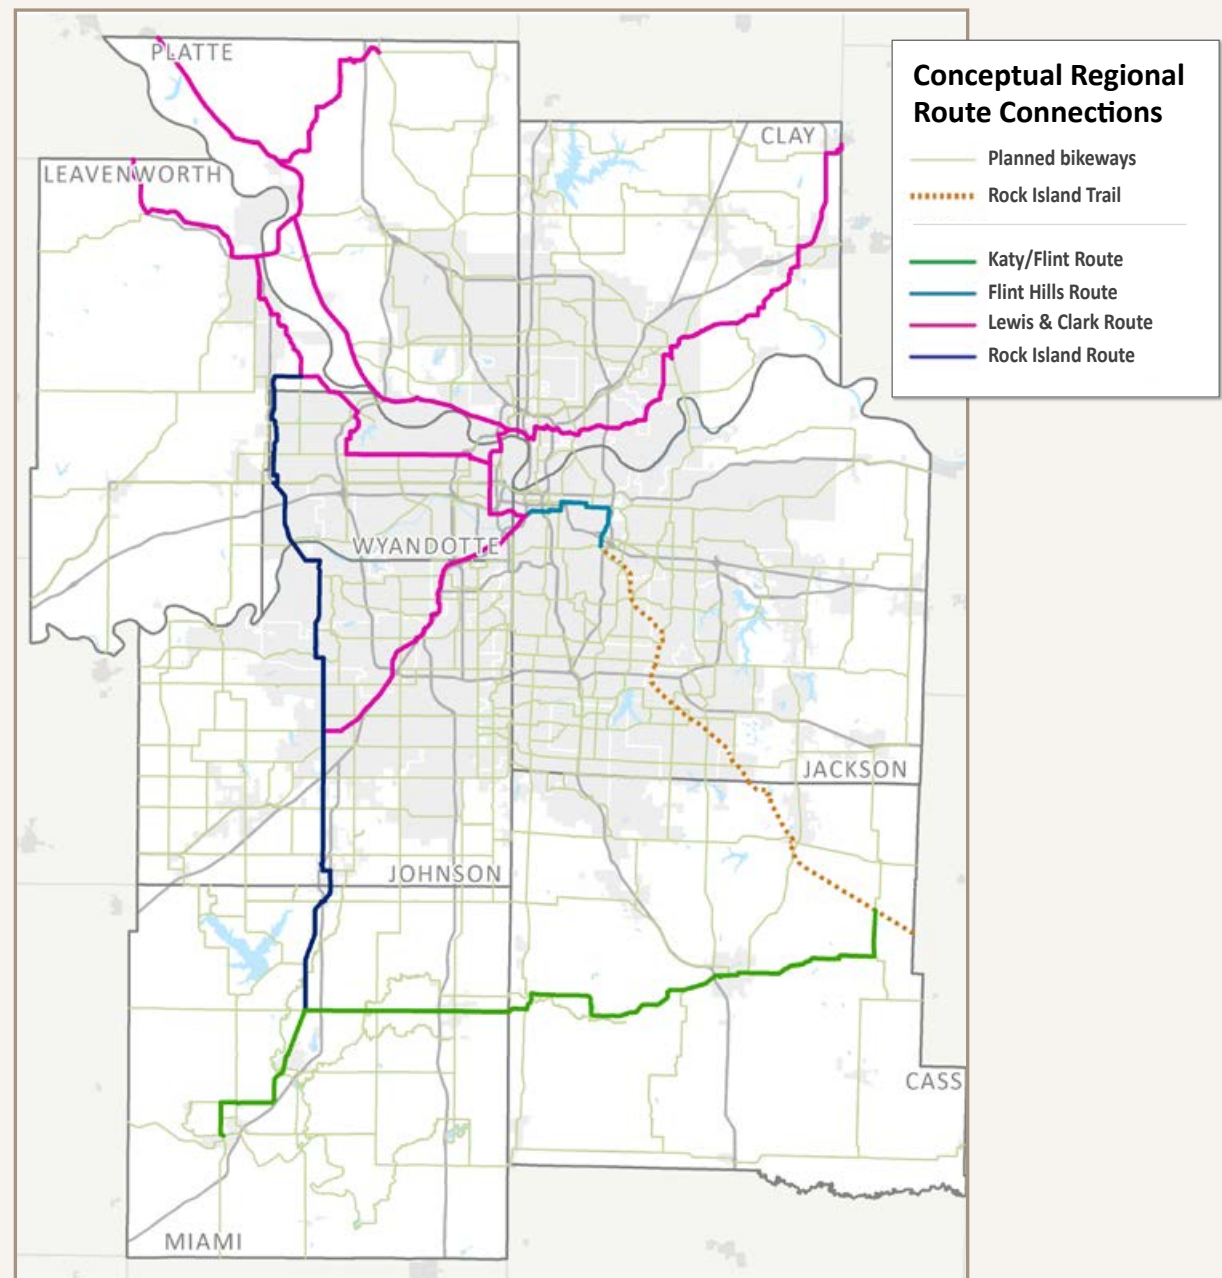 PLATTE
LEAVENWORTH
CLAY
WYANDOTTE
JACKSON
JOHNSON
CASS
MIAMI
Conceptual Regional
Route Connections
Planned bikeways
Rock Island Trail
Katy/Flint Route
Flint Hills Route
Lewis & Clark Route
Rock Island Route